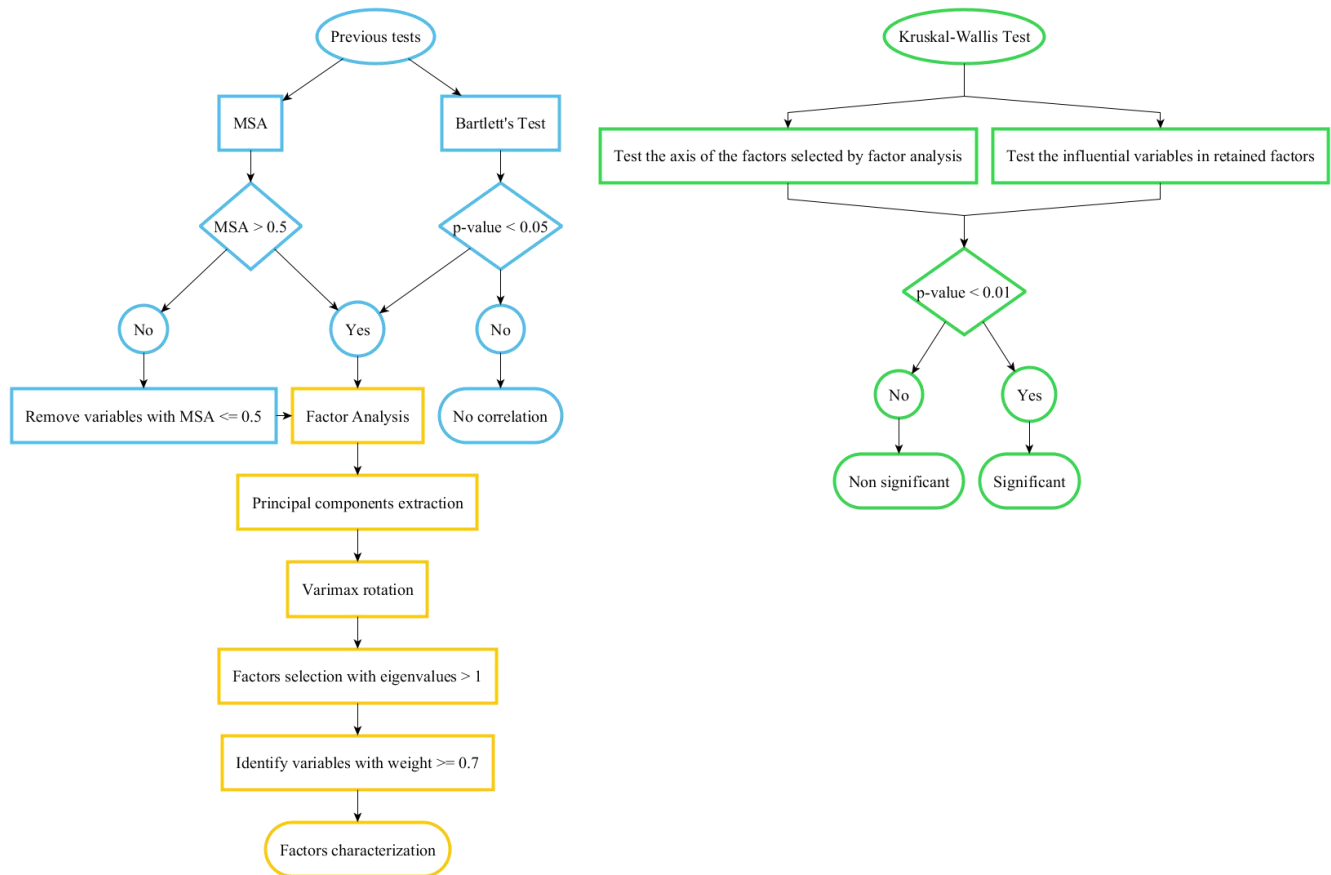 Previous tests
MSA
Bartlett's Test
MSA > 0.5
p-value < 0.05
No
Yes
No
Remove variables with MSA <= 0.5
Factor Analysis
No correlation
Principal components extraction
Varimax rotation
Factors selection with eigenvalues > 1
Identify variables with weight >= 0.7
Factors characterization
Kruskal-Wallis Test
Test the axis of the factors selected by factor analysis
Test the influential variables in retained factors
p-value < 0.01
No
Yes
Non significant
Significant